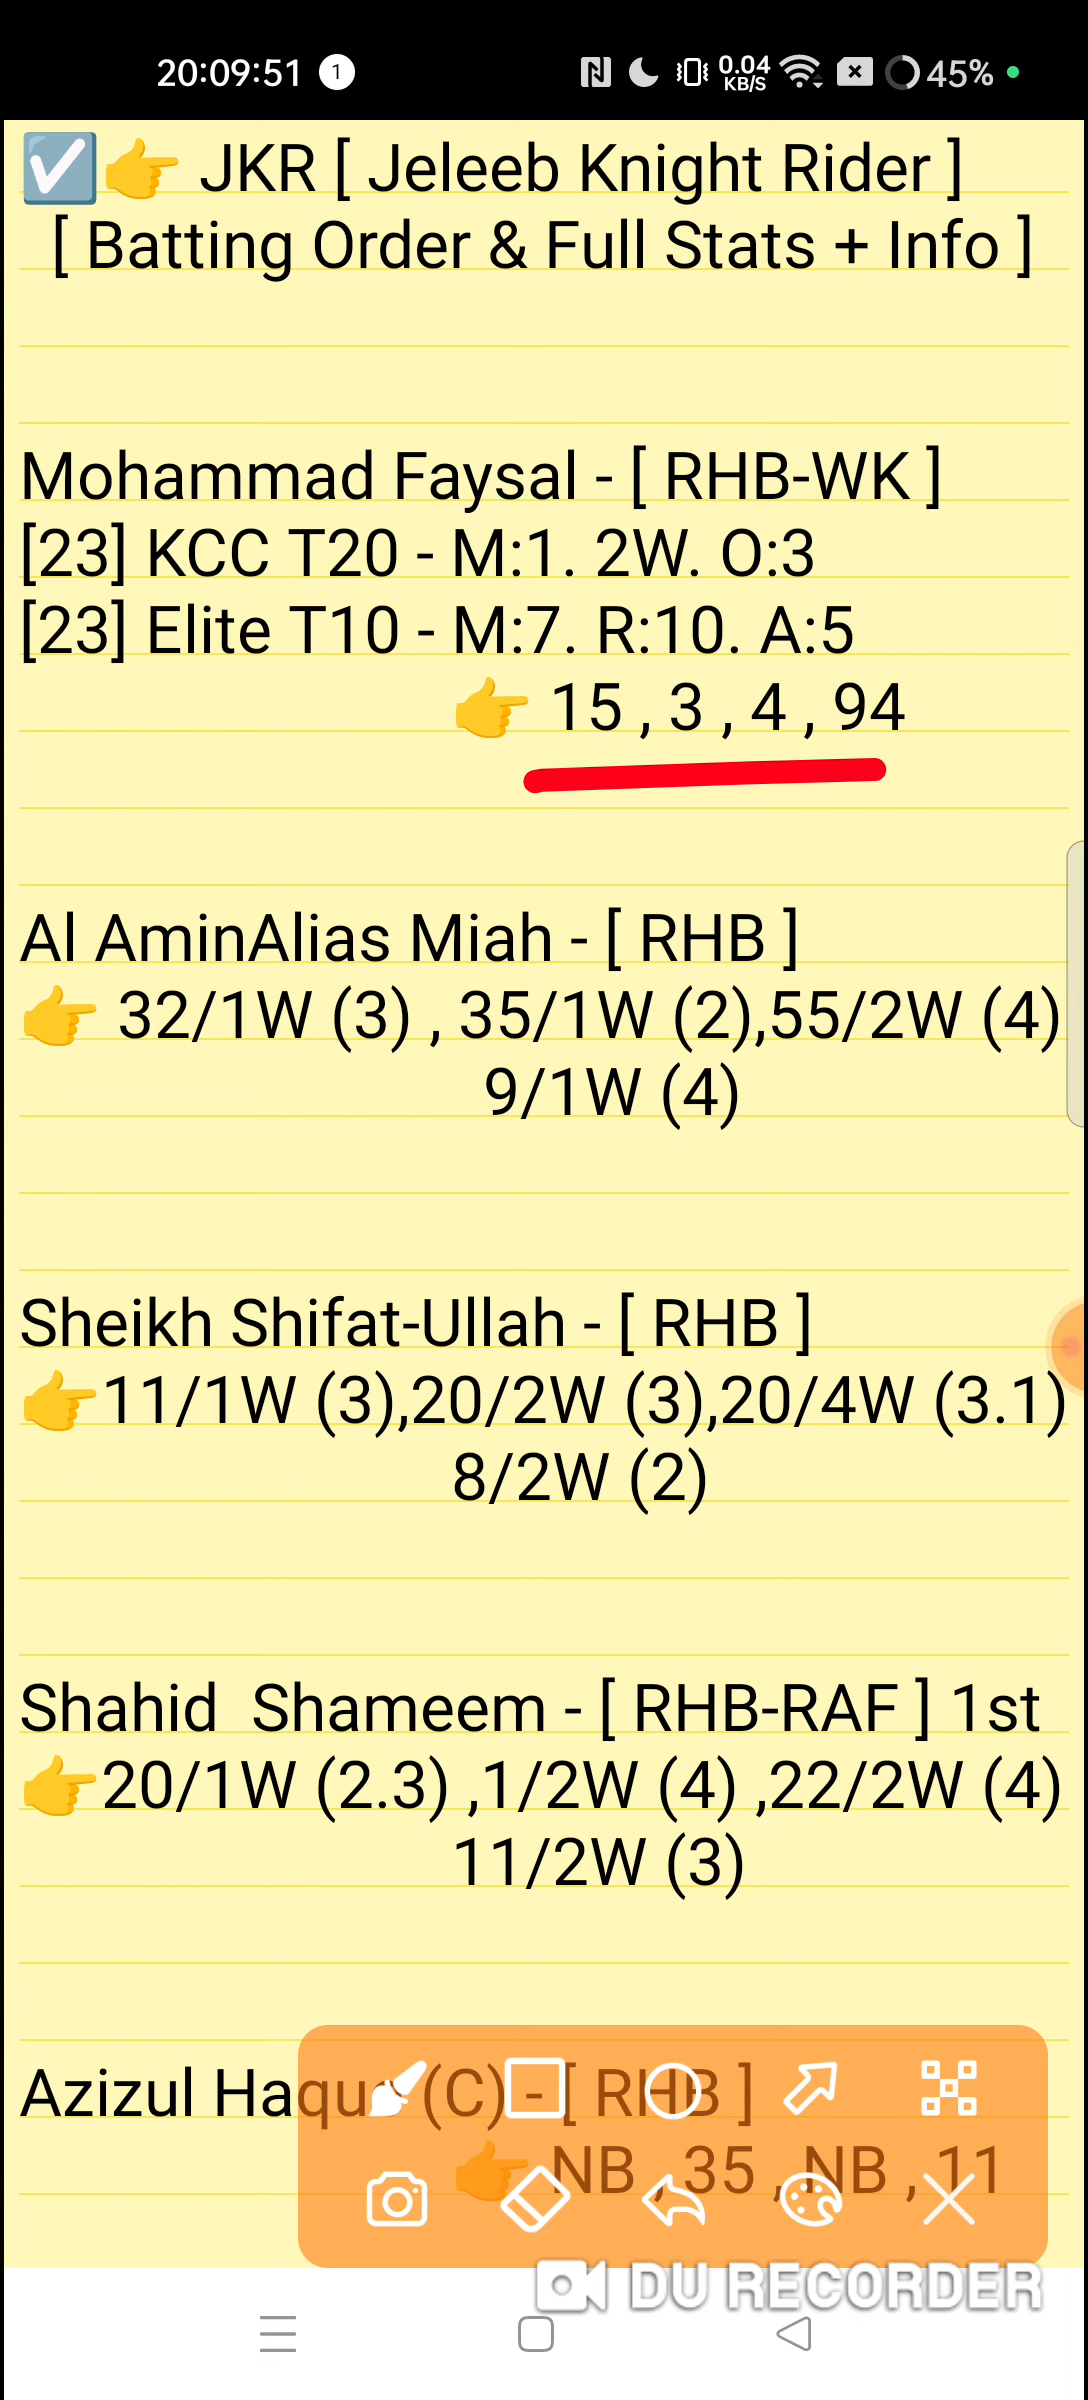 20:09:51 1 0.04 KB/S 45%
☑👉 JKR [ Jeleeb Knight Rider ]
[ Batting Order & Full Stats + Info ]
Mohammad Faysal - [ RHB-WK ]
[23] KCC T20 - M:1. 2W. O:3
[23] Elite T10 - M:7. R:10. A:5
👉 15 , 3 , 4 , 94
Al AminAlias Miah - [ RHB ]
👉 32/1W (3) , 35/1W (2),55/2W (4)
9/1W (4)
Sheikh Shifat-Ullah - [ RHB ]
👉11/1W (3),20/2W (3),20/4W (3.1)
8/2W (2)
Shahid  Shameem - [ RHB-RAF ] 1st
👉20/1W (2.3) ,1/2W (4) ,22/2W (4)
11/2W (3)
Azizul Haque (C) - [ RHB ]
👉 NB , 35 , NB , 11
DU RECORDER